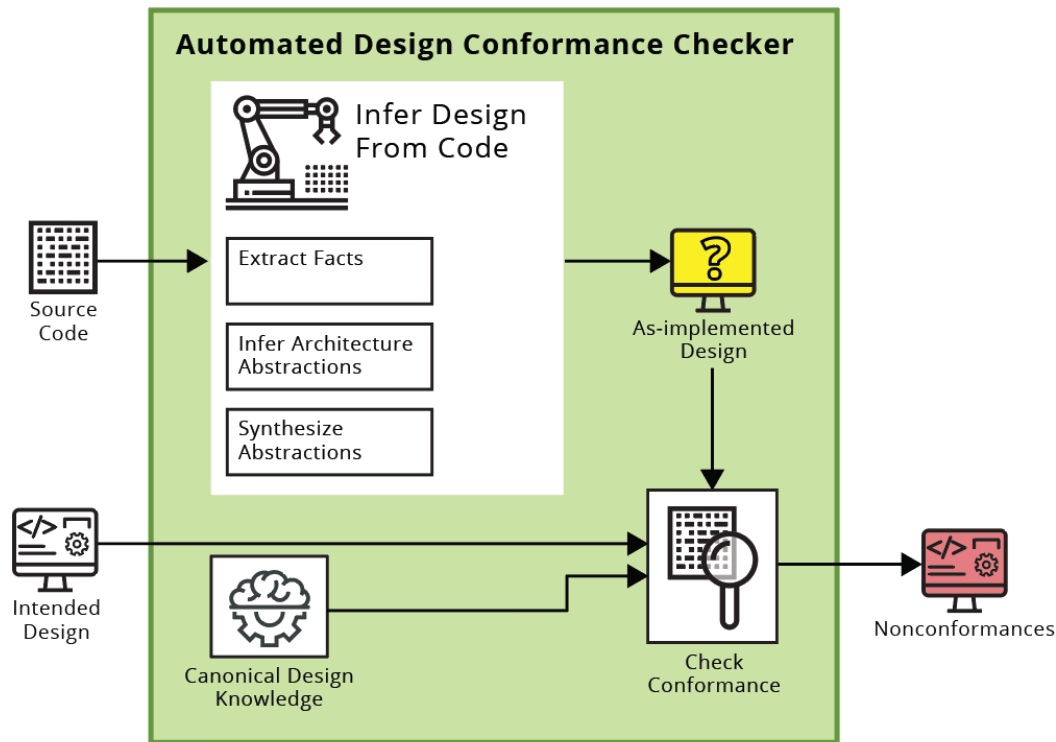 Automated Design Conformance Checker
Infer Design
From Code
Extract Facts
Infer Architecture
Abstractions
Synthesize
Abstractions
Source
Code
?
As-implemented
Design
</>
Intended
Design
Canonical Design
Knowledge
Check
Conformance
</>
Nonconformances